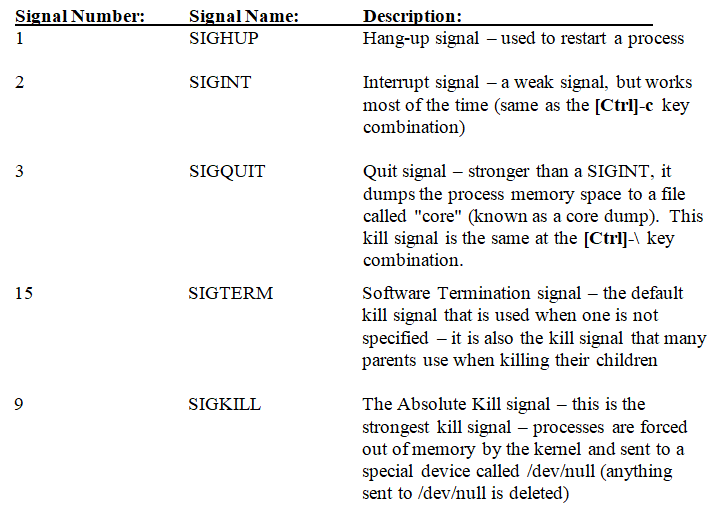 Signal Number: Signal Name: Description:
1 SIGHUP Hang-up signal – used to restart a process
2 SIGINT Interrupt signal – a weak signal, but works
most of the time (same as the [Ctrl]-c key
combination)
3 SIGQUIT Quit signal – stronger than a SIGINT, it
dumps the process memory space to a file
called "core" (known as a core dump). This
kill signal is the same at the [Ctrl]-\ key
combination.
15 SIGTERM Software Termination signal – the default
kill signal that is used when one is not
specified – it is also the kill signal that many
parents use when killing their children
9 SIGKILL The Absolute Kill signal – this is the
strongest kill signal – processes are forced
out of memory by the kernel and sent to a
special device called /dev/null (anything
sent to /dev/null is deleted)